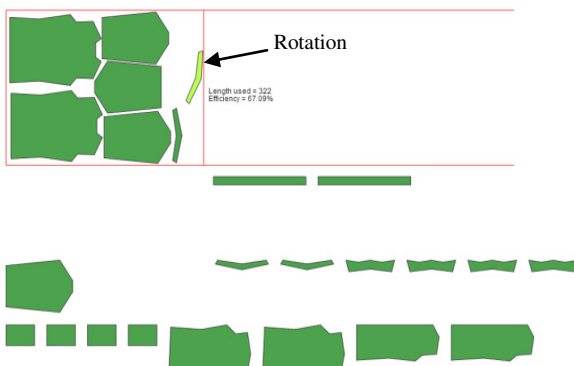 Rotation
Length used = 322
Efficiency = 67.09%